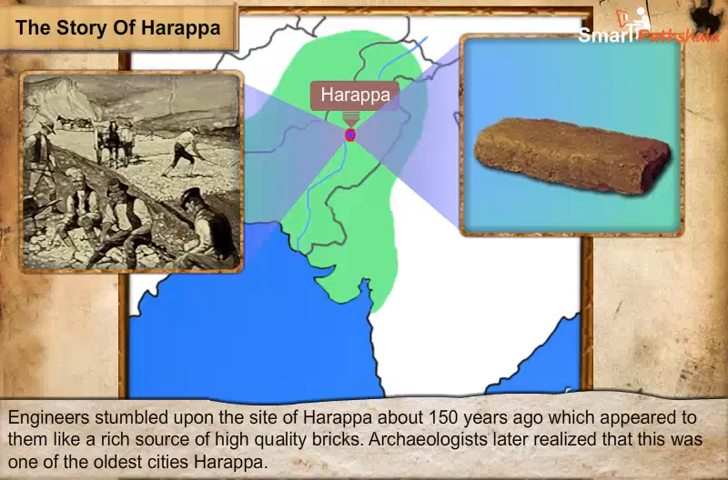 The Story Of Harappa
Smart Pathshala
Harappa
Engineers stumbled upon the site of Harappa about 150 years ago which appeared to
them like a rich source of high quality bricks. Archaeologists later realized that this was
one of the oldest cities Harappa.